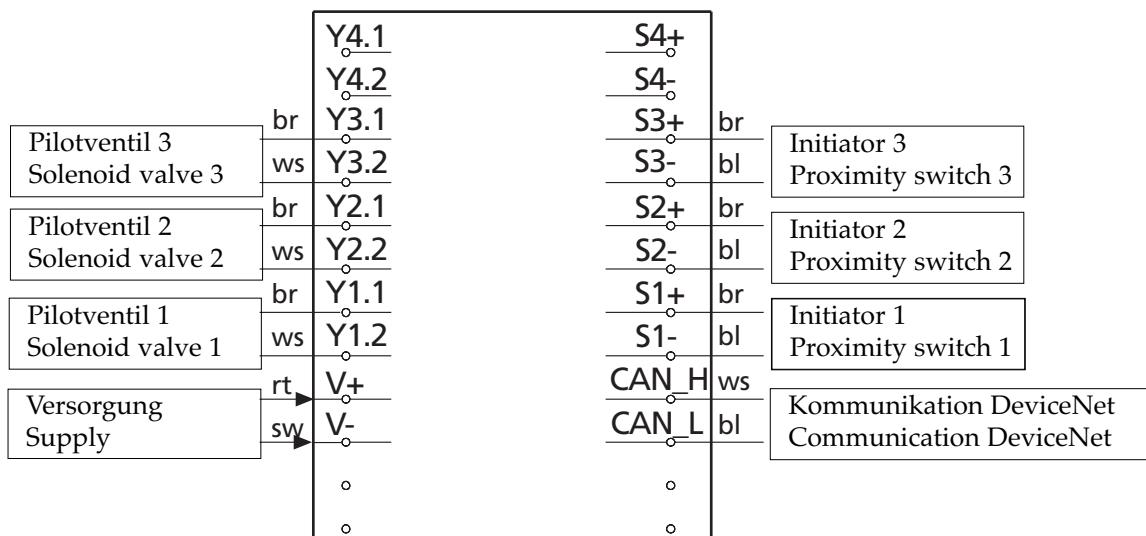 Y4.1 S4+
Y4.2 S4-
br Y3.1 S3+ br
Pilotventil 3
Solenoid valve 3
Initiator 3
Proximity switch 3
ws Y3.2 S3- bl
br Y2.1 S2+ br
Pilotventil 2
Solenoid valve 2
Initiator 2
Proximity switch 2
ws Y2.2 S2- bl
br Y1.1 S1+ br
Pilotventil 1
Solenoid valve 1
Initiator 1
Proximity switch 1
ws Y1.2 S1- bl
rt V+ CAN_H ws
Versorgung
Supply
Kommunikation DeviceNet
Communication DeviceNet
sw V- CAN_L bl